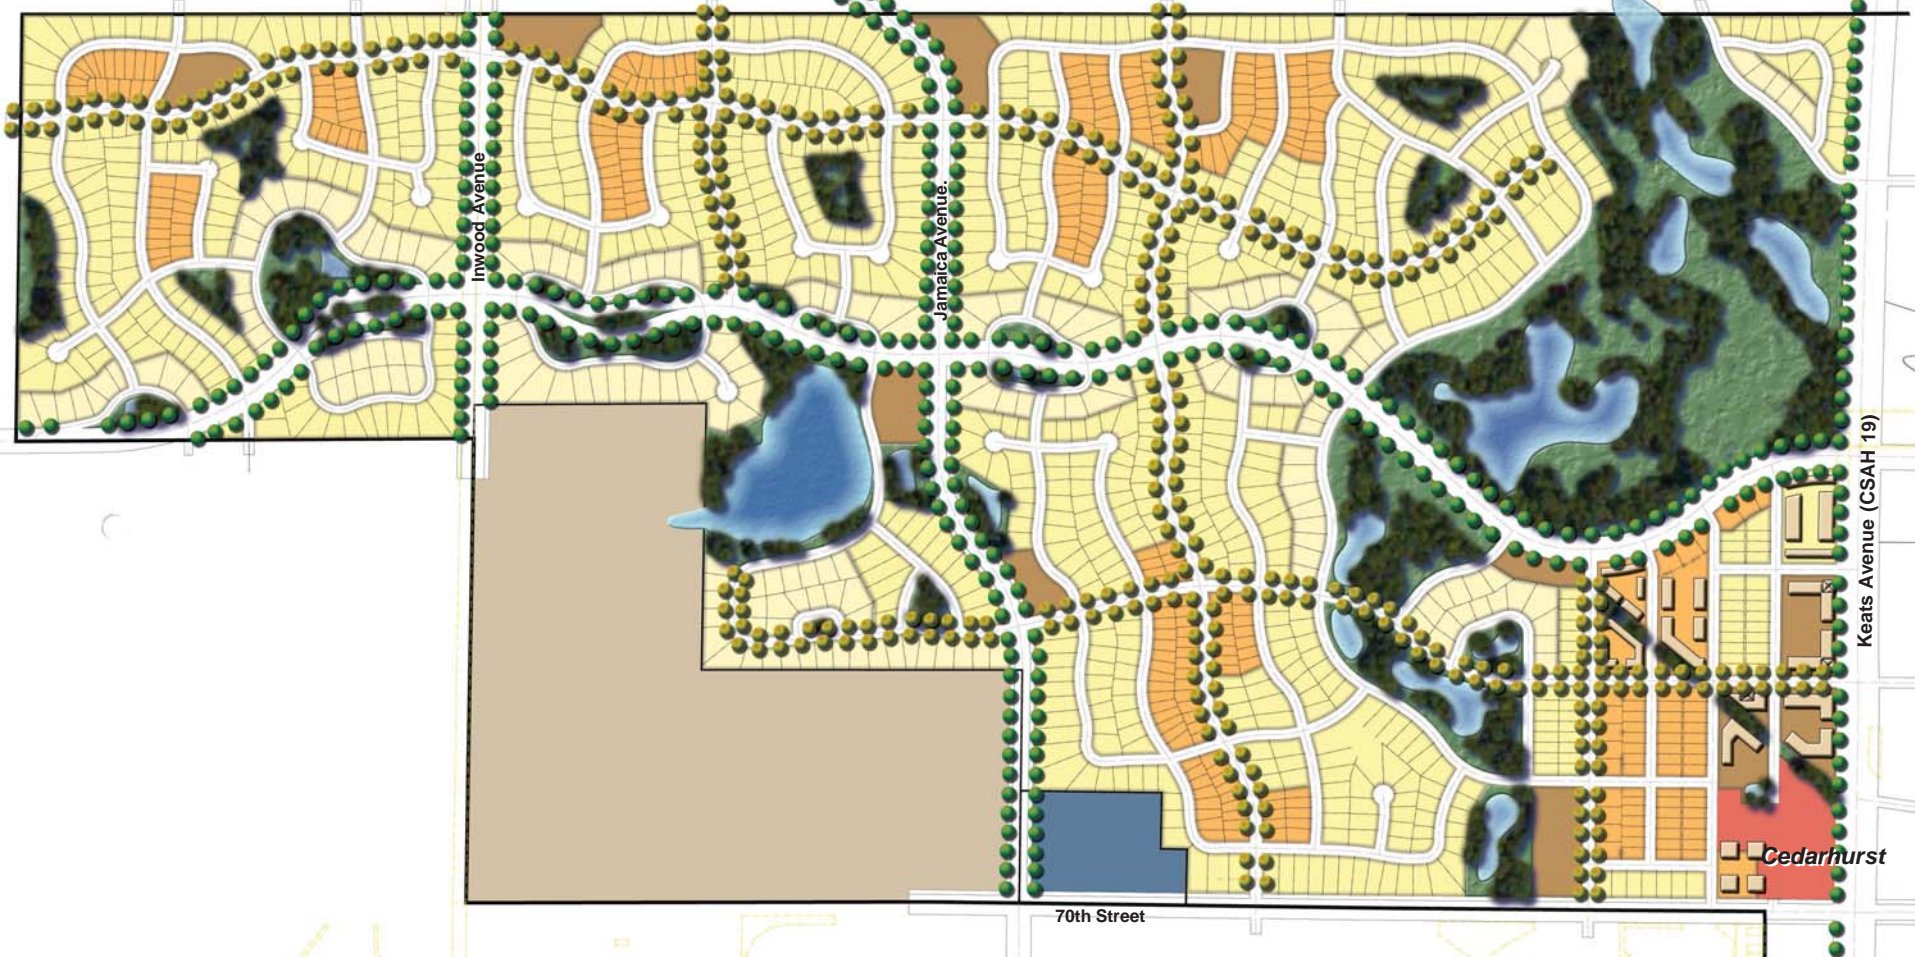 Inwood Avenue
Jamaica Avenue.
Keats Avenue (CSAH 19)
Cedarhurst
70th Street